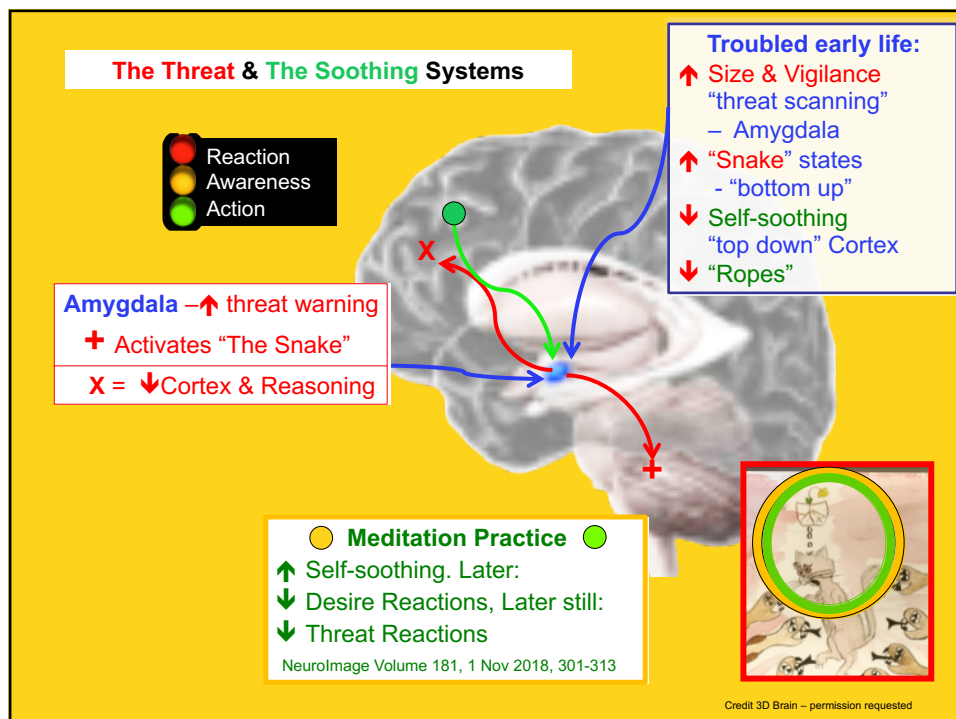 The Threat & The Soothing Systems
Reaction
Awareness
Action
Troubled early life:
↑ Size & Vigilance
“threat scanning”
– Amygdala
↑ “Snake” states
- “bottom up”
↓ Self-soothing
“top down” Cortex
↓ “Ropes”
X
Amygdala –↑ threat warning
+ Activates “The Snake”
X = ↓Cortex & Reasoning
+
Meditation Practice
↑ Self-soothing. Later:
↓ Desire Reactions, Later still:
↓ Threat Reactions
NeuroImage Volume 181, 1 Nov 2018, 301-313
Credit 3D Brain – permission requested